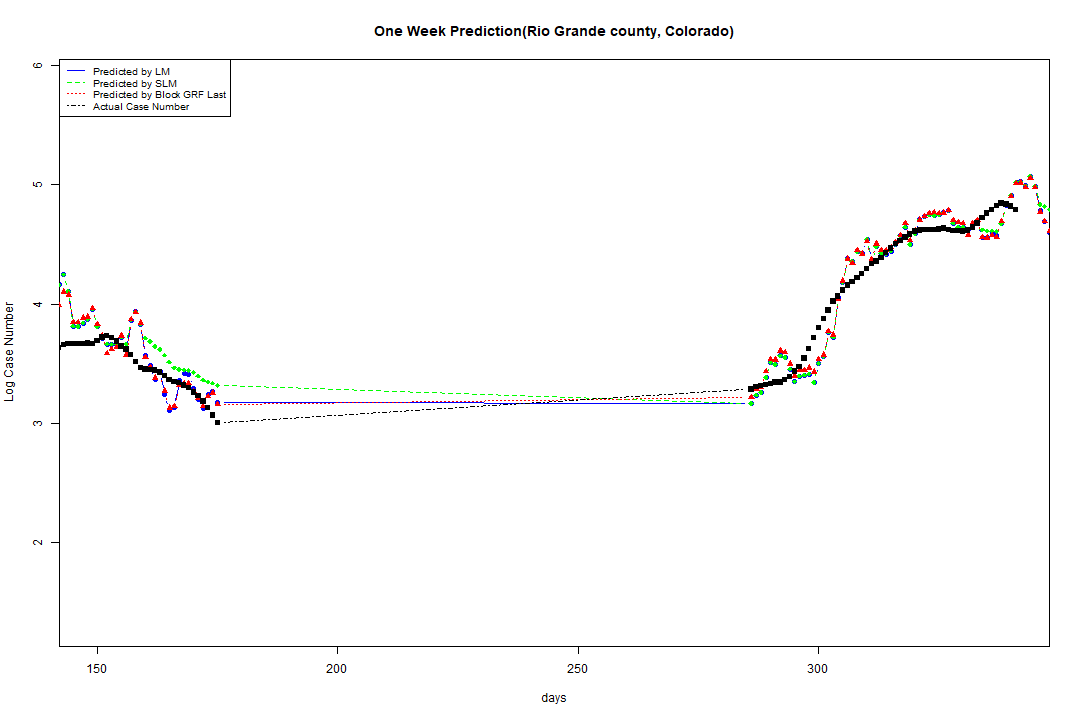 One Week Prediction(Rio Grande county, Colorado)
Predicted by LM
Predicted by SLM
Predicted by Block GRF Last
Actual Case Number
6
5
4
3
2
Log Case Number
150
200
250
300
days